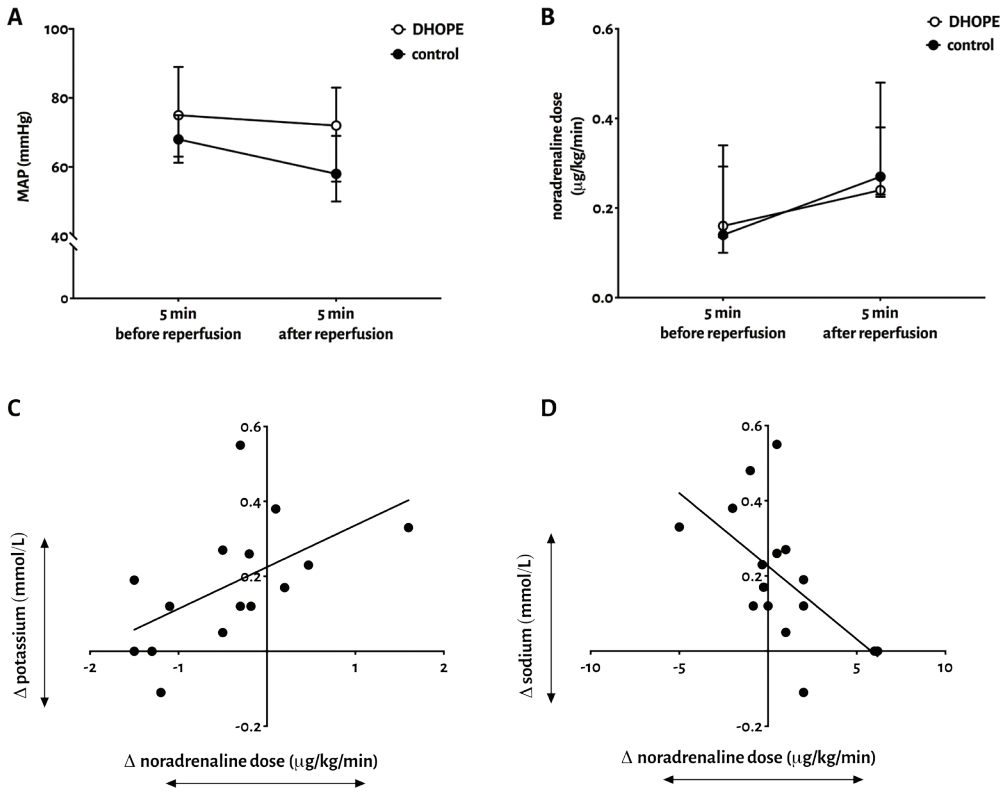 A
100
80
60
40
0
MAP (mmHg)
DHOPE
control
5 min
before reperfusion
5 min
after reperfusion
B
0.6
0.4
0.2
0.0
noradrenaline dose
(μg/kg/min)
DHOPE
control
5 min
before reperfusion
5 min
after reperfusion
C
0.6
0.4
0.2
-0.2
-2
-1
1
2
Δ potassium (mmol/L)
Δ noradrenaline dose (μg/kg/min)
D
0.6
0.4
0.2
-0.2
-10
-5
5
10
Δ sodium (mmol/L)
Δ noradrenaline dose (μg/kg/min)